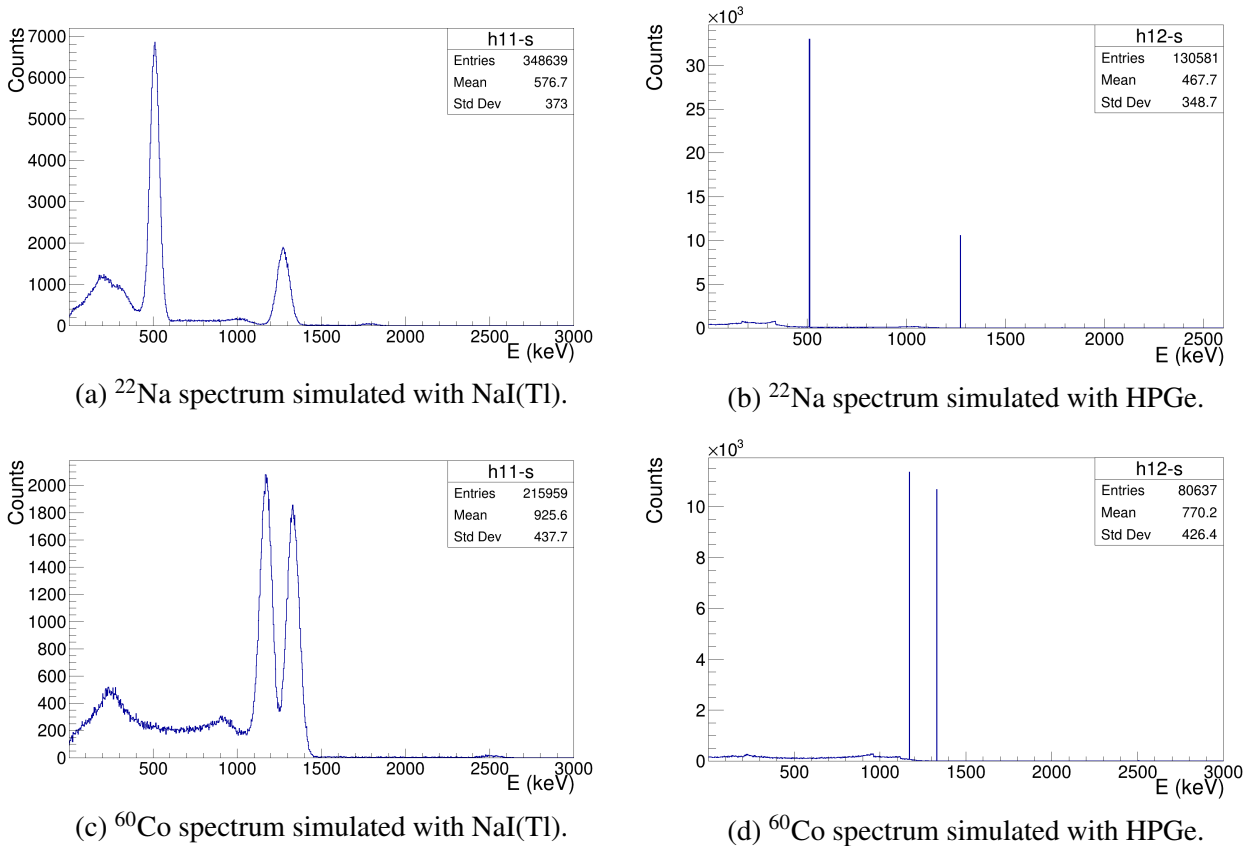 h11-s
Entries 348639
Mean 576.7
Std Dev 373
Counts
7000
6000
5000
4000
3000
2000
1000
0
500 1000 1500 2000 2500 3000
E (keV)
(a) ²²Na spectrum simulated with NaI(Tl).
×10³
h12-s
Entries 130581
Mean 467.7
Std Dev 348.7
Counts
30
25
20
15
10
5
0
500 1000 1500 2000 2500
E (keV)
(b) ²²Na spectrum simulated with HPGe.
h11-s
Entries 215959
Mean 925.6
Std Dev 437.7
Counts
2000
1800
1600
1400
1200
1000
800
600
400
200
0
500 1000 1500 2000 2500 3000
E (keV)
(c) ⁶⁰Co spectrum simulated with NaI(Tl).
×10³
h12-s
Entries 80637
Mean 770.2
Std Dev 426.4
Counts
10
8
6
4
2
0
500 1000 1500 2000 2500 3000
E (keV)
(d) ⁶⁰Co spectrum simulated with HPGe.